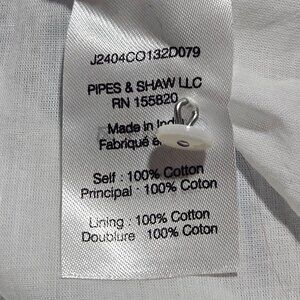 J2404CO132D079
PIPES & SHAW LLC
RN 155820
Made in Ind
Fabriqué e
Self : 100% Cotton
Principal : 100% Coton
Lining : 100% Cotton
Doublure : 100% Coton